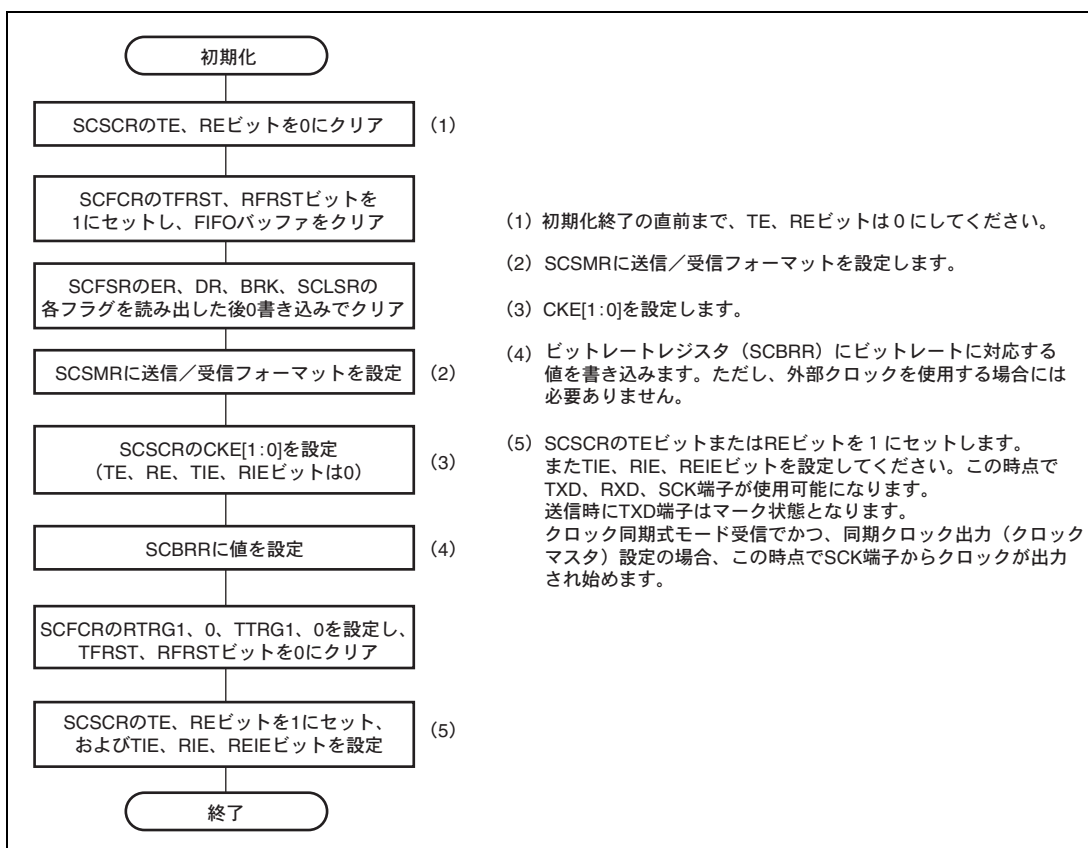 初期化
SCSCRのTE、REビットを0にクリア
(1)
SCFCRのTFRST、RFRSTビットを
1にセットし、FIFOバッファをクリア
SCFSRのER、DR、BRK、SCLSRの
各フラグを読み出した後0書き込みでクリア
SCSMRに送信／受信フォーマットを設定
(2)
SCSCRのCKE[1:0]を設定
（TE、RE、TIE、RIEビットは0）
(3)
SCBRRに値を設定
(4)
SCFCRのRTRG1、0、TTRG1、0を設定し、
TFRST、RFRSTビットを0にクリア
SCSCRのTE、REビットを1にセット、
およびTIE、RIE、REIEビットを設定
(5)
終了
(1) 初期化終了の直前まで、TE、REビットは 0 にしてください。
(2) SCSMRに送信／受信フォーマットを設定します。
(3) CKE[1:0]を設定します。
(4) ビットレートレジスタ（SCBRR）にビットレートに対応する
値を書き込みます。ただし、外部クロックを使用する場合には
必要ありません。
(5) SCSCRのTEビットまたはREビットを 1 にセットします。
またTIE、RIE、REIEビットを設定してください。この時点で
TXD、RXD、SCK端子が使用可能になります。
送信時にTXD端子はマーク状態となります。
クロック同期式モード受信でかつ、同期クロック出力（クロック
マスタ）設定の場合、この時点でSCK端子からクロックが出力
され始めます。